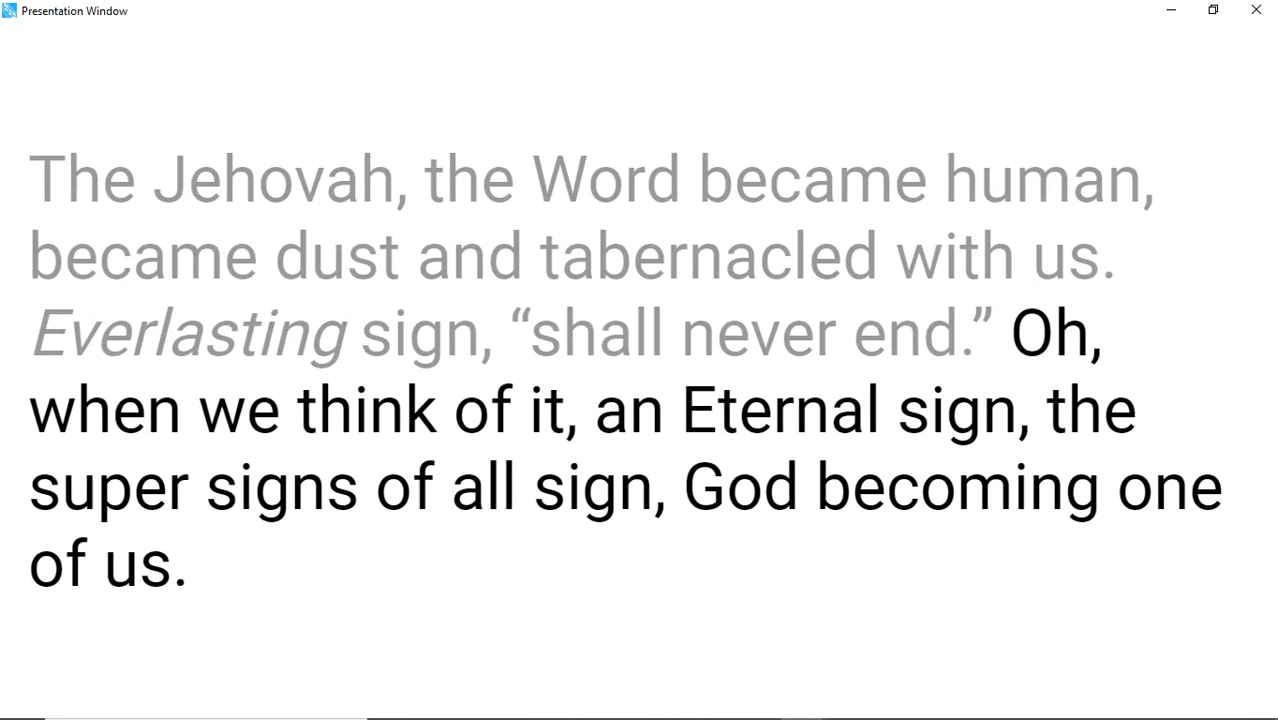 Presentation Window
The Jehovah, the Word became human,
became dust and tabernacled with us.
Everlasting sign, “shall never end.” Oh,
when we think of it, an Eternal sign, the
super signs of all sign, God becoming one
of us.